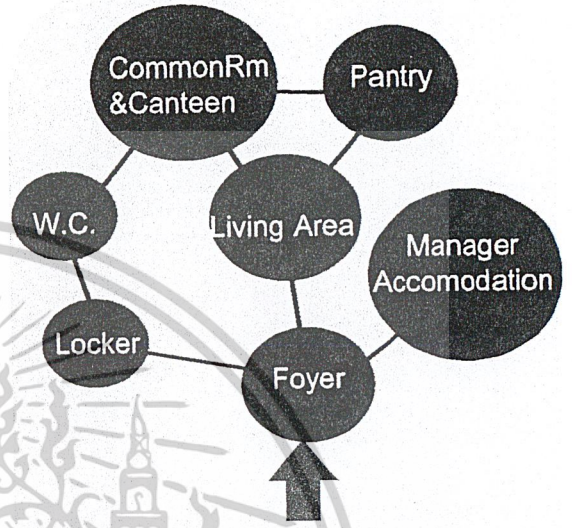 CommonRm
&Canteen
Pantry
W.C.
Living Area
Manager
Accomodation
Locker
Foyer